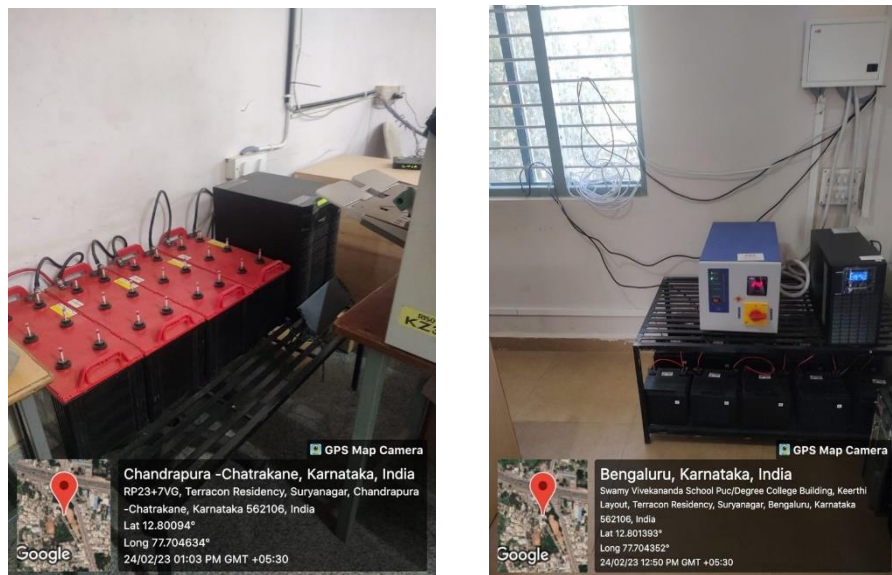 RISO
KZ3
GPS Map Camera
Chandrapura -Chatrakane, Karnataka, India
RP23+7VG, Terracon Residency, Suryanagar, Chandrapura
-Chatrakane, Karnataka 562106, India
Lat 12.80094°
Long 77.704634°
24/02/23 01:03 PM GMT +05:30
Google
GPS Map Camera
Bengaluru, Karnataka, India
Swamy Vivekananda School Puc/Degree College Building, Keerthi
Layout, Terracon Residency, Suryanagar, Bengaluru, Karnataka
562106, India
Lat 12.801393°
Long 77.704352°
24/02/23 12:50 PM GMT +05:30
Google